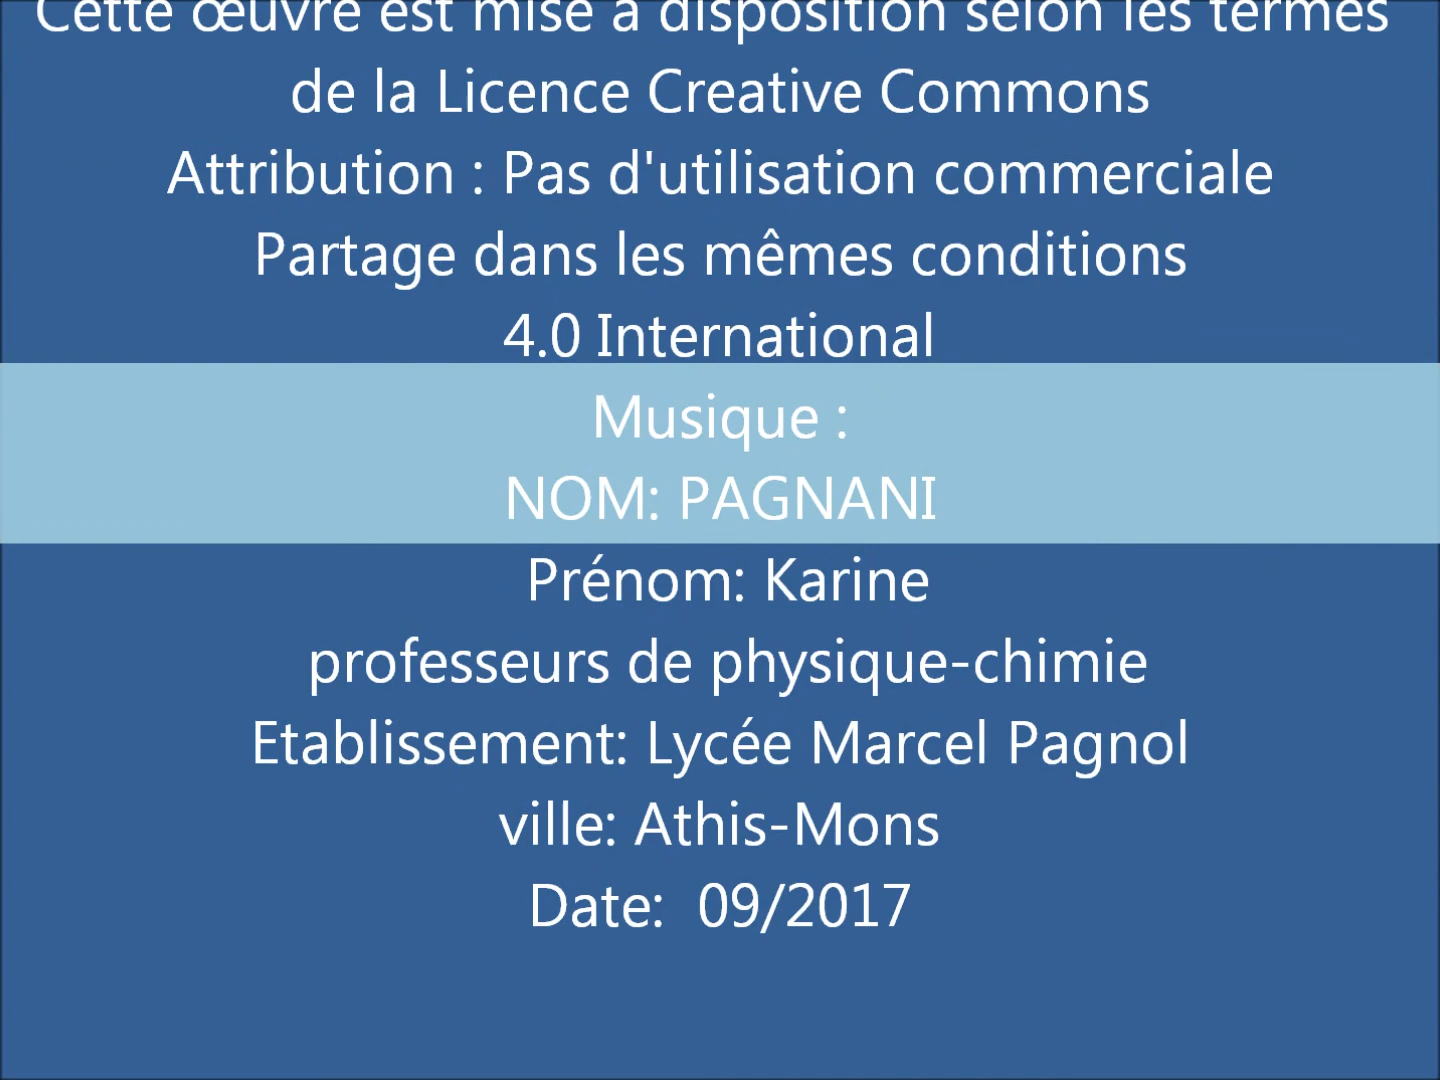 Cette œuvre est mise à disposition selon les termes
de la Licence Creative Commons
Attribution : Pas d'utilisation commerciale
Partage dans les mêmes conditions
4.0 International
Musique :
NOM: PAGNANI
Prénom: Karine
professeurs de physique-chimie
Etablissement: Lycée Marcel Pagnol
ville: Athis-Mons
Date: 09/2017